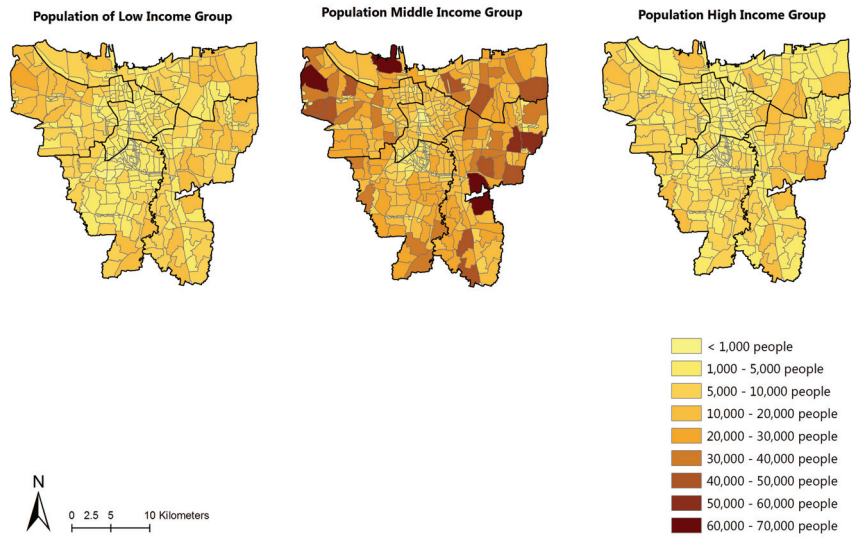 Population of Low Income Group
Population Middle Income Group
Population High Income Group
< 1,000 people
1,000 - 5,000 people
5,000 - 10,000 people
10,000 - 20,000 people
20,000 - 30,000 people
30,000 - 40,000 people
40,000 - 50,000 people
50,000 - 60,000 people
60,000 - 70,000 people
N
0 2.5 5 10 Kilometers